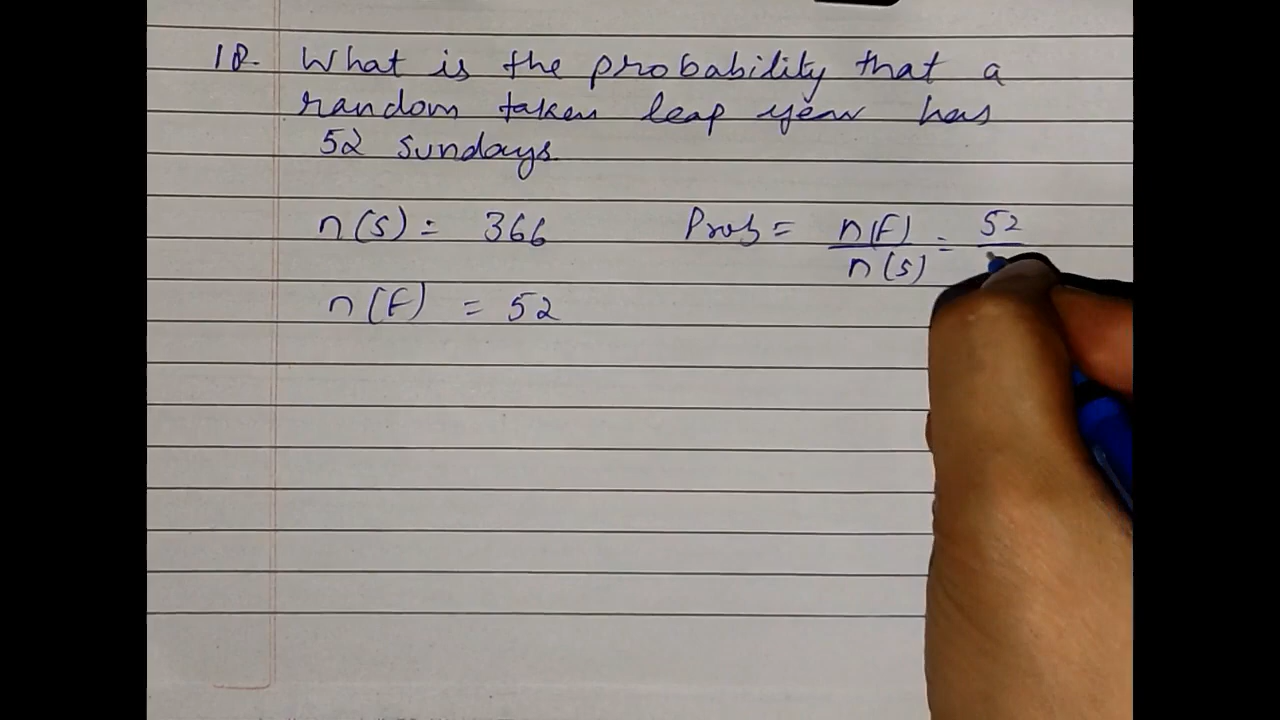 18. What is the probability that a
random taken leap year has
52 sundays
n(s) = 366
Prob = n(F)/n(s) = 52/
n(F) = 52